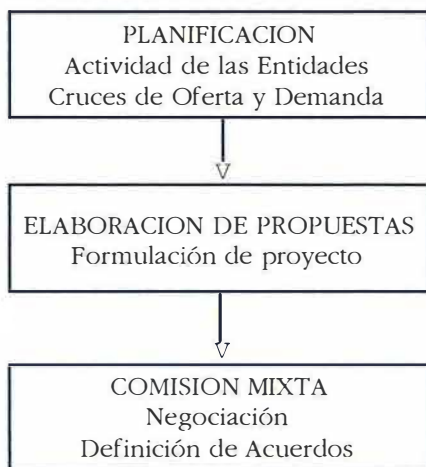 PLANIFICACION
Actividad de las Entidades
Cruces de Oferta y Demanda
ELABORACION DE PROPUESTAS
Formulación de proyecto
COMISION MIXTA
Negociación
Definición de Acuerdos